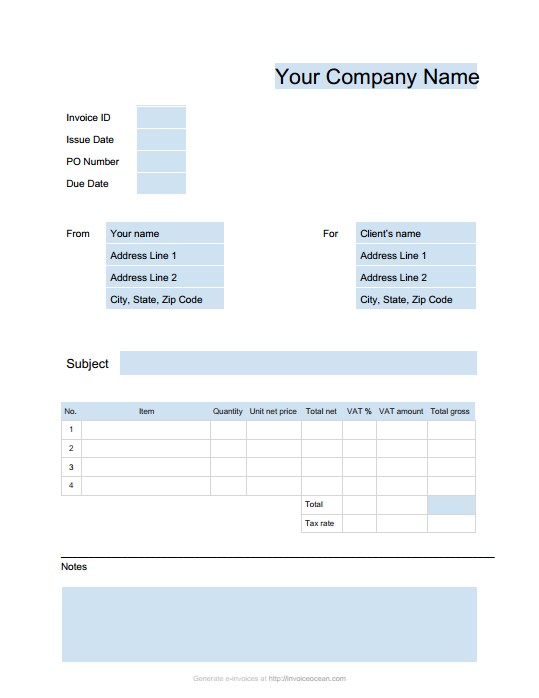 Your Company Name
Invoice ID
Issue Date
PO Number
Due Date
From Your name For Client's name
Address Line 1 Address Line 1
Address Line 2 Address Line 2
City, State, Zip Code City, State, Zip Code
Subject
No. Item Quantity Unit net price Total net VAT % VAT amount Total gross
1
2
3
4
Total
Tax rate
Notes
Generate e-invoices at http://invoiceocean.com